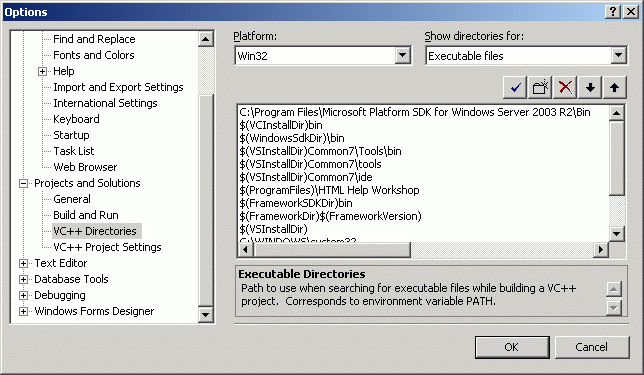 Options
Find and Replace
Fonts and Colors
Help
Import and Export Settings
International Settings
Keyboard
Startup
Task List
Web Browser
Projects and Solutions
General
Build and Run
VC++ Directories
VC++ Project Settings
Text Editor
Database Tools
Debugging
Windows Forms Designer
Platform:
Show directories for:
Win32
Executable files
C:\Program Files\Microsoft Platform SDK for Windows Server 2003 R2\Bin
$(VCInstallDir)bin
$(WindowsSdkDir)\bin
$(VSInstallDir)Common7\Tools\bin
$(VSInstallDir)Common7\tools
$(VSInstallDir)Common7\ide
$(ProgramFiles)\HTML Help Workshop
$(FrameworkSDKDir)bin
$(FrameworkDir)$(FrameworkVersion)
$(VSInstallDir)
Executable Directories
Path to use when searching for executable files while building a VC++
project. Corresponds to environment variable PATH.
OK
Cancel